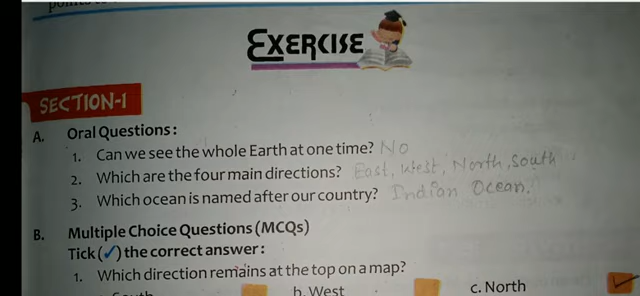 EXERCISE
SECTION-1
A. Oral Questions:
1. Can we see the whole Earth at one time? No
2. Which are the four main directions? East, West, North, South
3. Which ocean is named after our country? Indian Ocean.
B. Multiple Choice Questions (MCQs)
Tick (✓) the correct answer:
1. Which direction remains at the top on a map?
b. West c. North ✓